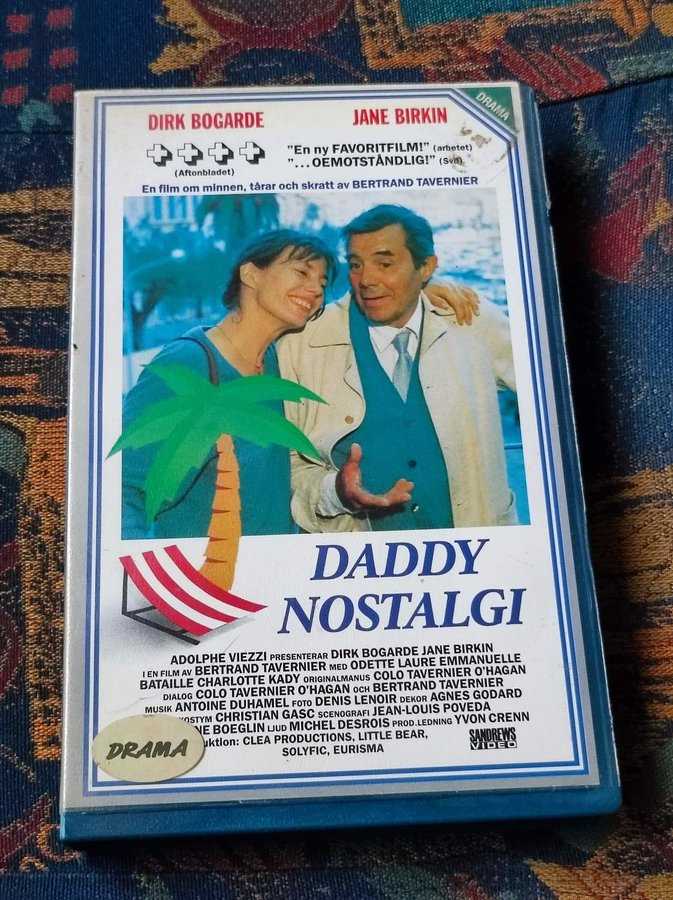 DRAMA
DIRK BOGARDE JANE BIRKIN
(Aftonbladet)
"En ny FAVORITFILM!" (arbetet)
"...OEMOTSTÅNDLIG!" (Svd)
En film om minnen, tårar och skratt av BERTRAND TAVERNIER
DADDY
NOSTALGI
ADOLPHE VIEZZI PRESENTERAR DIRK BOGARDE JANE BIRKIN
I EN FILM AV BERTRAND TAVERNIER MED ODETTE LAURE EMMANUELLE
BATAILLE CHARLOTTE KADY ORIGINALMANUS COLO TAVERNIER O'HAGAN
DIALOG COLO TAVERNIER O'HAGAN OCH BERTRAND TAVERNIER
MUSIK ANTOINE DUHAMEL FOTO DENIS LENOIR DEKOR AGNES GODARD
KOSTYM CHRISTIAN GASC SCENOGRAFI JEAN-LOUIS POVEDA
NE BOEGLIN LJUD MICHEL DESROIS PROD.LEDNING YVON CRENN
uktion: CLEA PRODUCTIONS, LITTLE BEAR,
SOLYFIC, EURISMA
DRAMA
SANDREWS
VIDEO